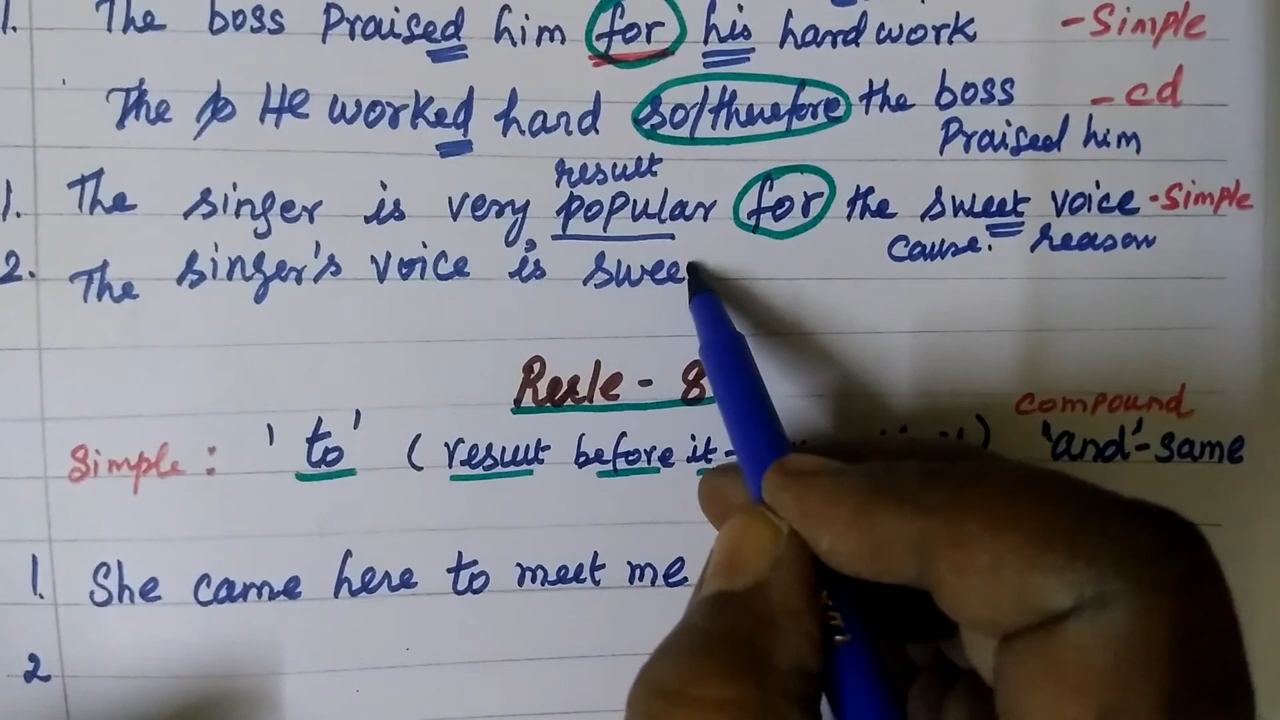 1. The boss Praised him for his hard work - Simple
The p He worked hard so/therefore the boss - cd
Praised him
result
1. The singer is very popular for the sweet voice - Simple
cause. reason
2. The singer's voice is swee
Rule - 8
compound
Simple : 'to' (result before it - ) 'and' - same
1. She came here to meet me
2